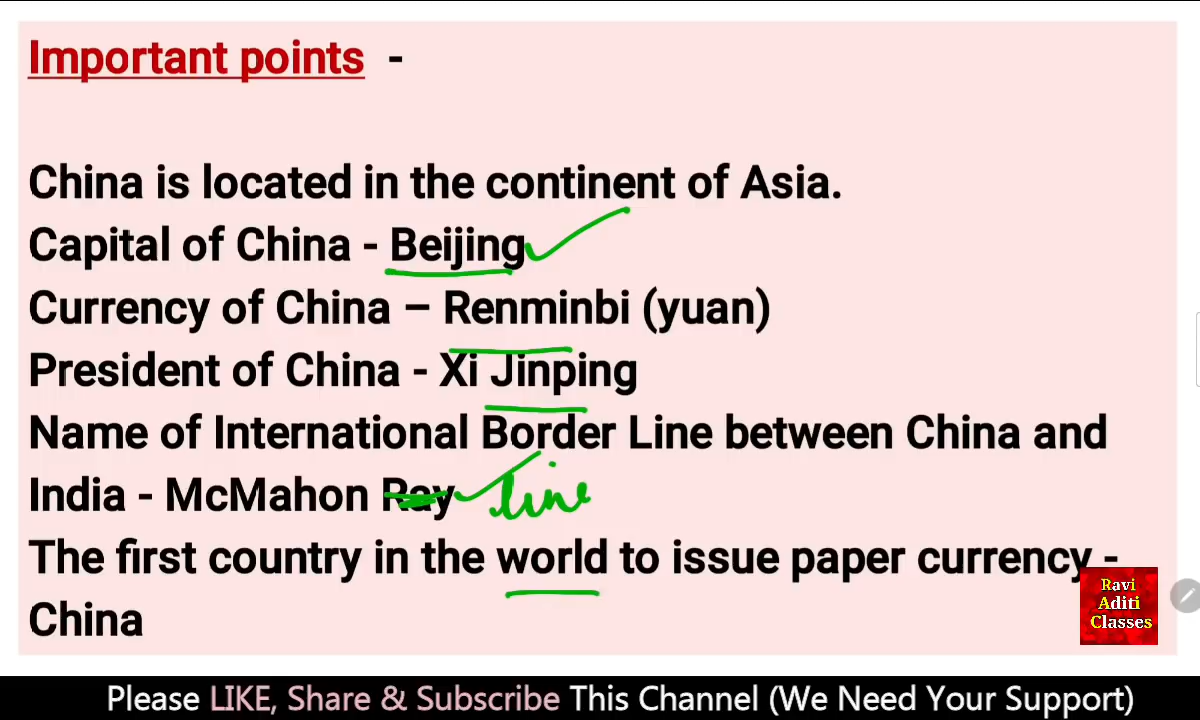 Important points -
China is located in the continent of Asia.
Capital of China - Beijing
Currency of China – Renminbi (yuan)
President of China - Xi Jinping
Name of International Border Line between China and
India - McMahon Ray line
The first country in the world to issue paper currency -
China
Ravi
Aditi
Classes
Please LIKE, Share & Subscribe This Channel (We Need Your Support)